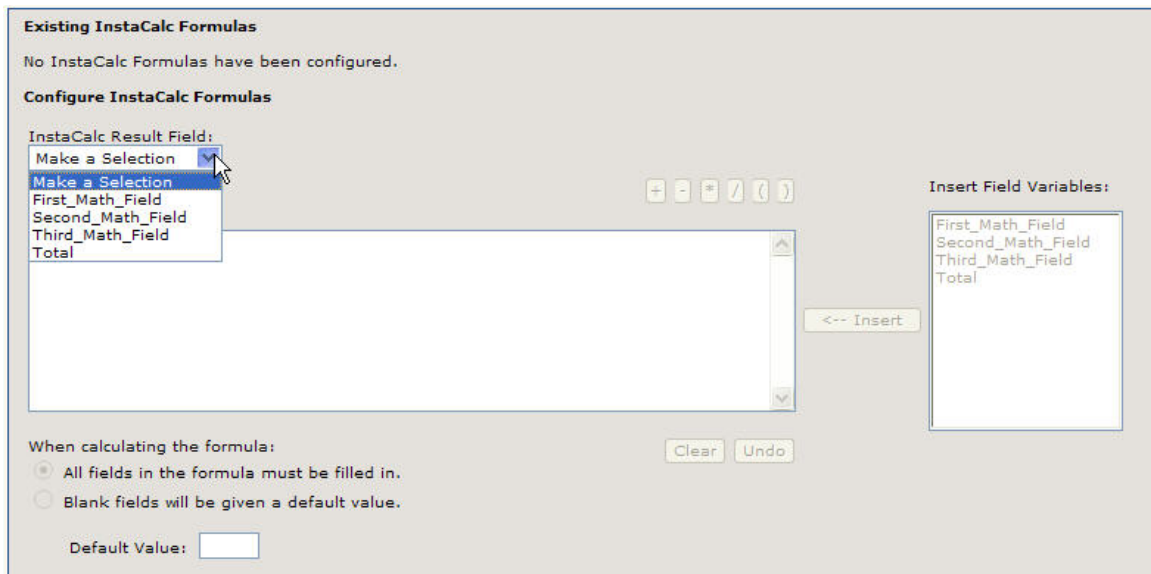 Existing InstaCalc Formulas
No InstaCalc Formulas have been configured.
Configure InstaCalc Formulas
InstaCalc Result Field:
Make a Selection
Make a Selection
First_Math_Field
Second_Math_Field
Third_Math_Field
Total
+ - * / ( )
Insert Field Variables:
First_Math_Field
Second_Math_Field
Third_Math_Field
Total
<-- Insert
When calculating the formula:
Clear Undo
All fields in the formula must be filled in.
Blank fields will be given a default value.
Default Value: